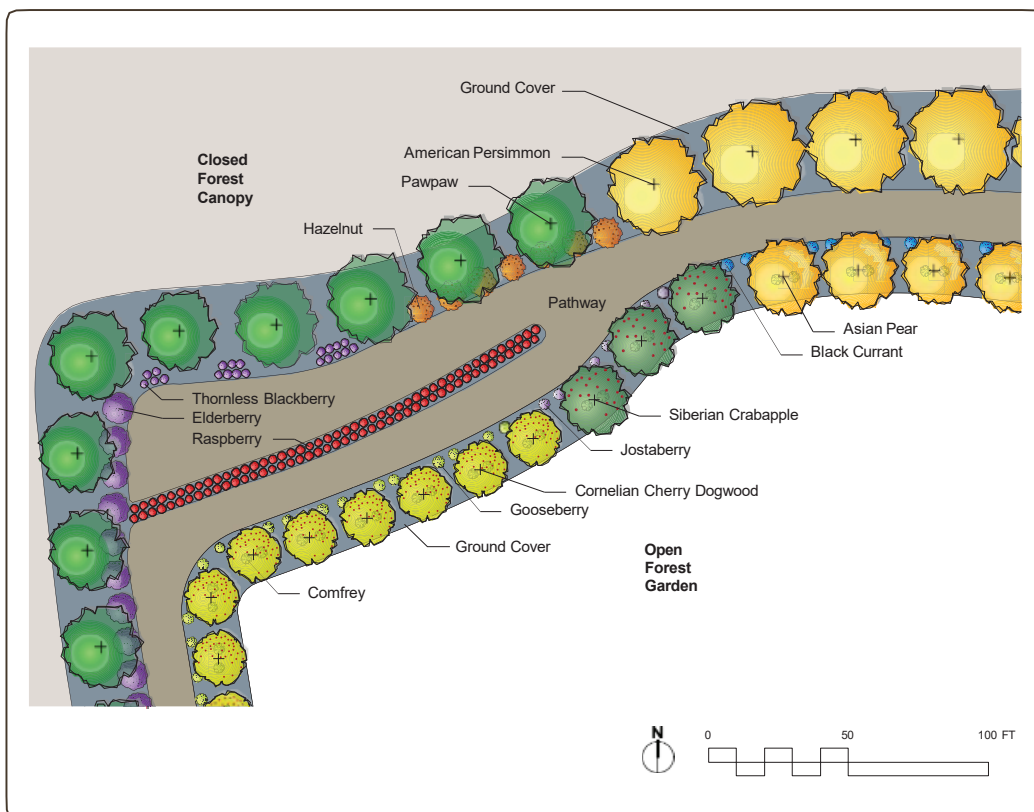 Ground Cover
American Persimmon
Closed
Forest
Canopy
Pawpaw
Hazelnut
Pathway
Asian Pear
Black Currant
Thornless Blackberry
Elderberry
Siberian Crabapple
Raspberry
Jostaberry
Cornelian Cherry Dogwood
Gooseberry
Ground Cover
Open
Forest
Garden
Comfrey
N
0 50 100 FT